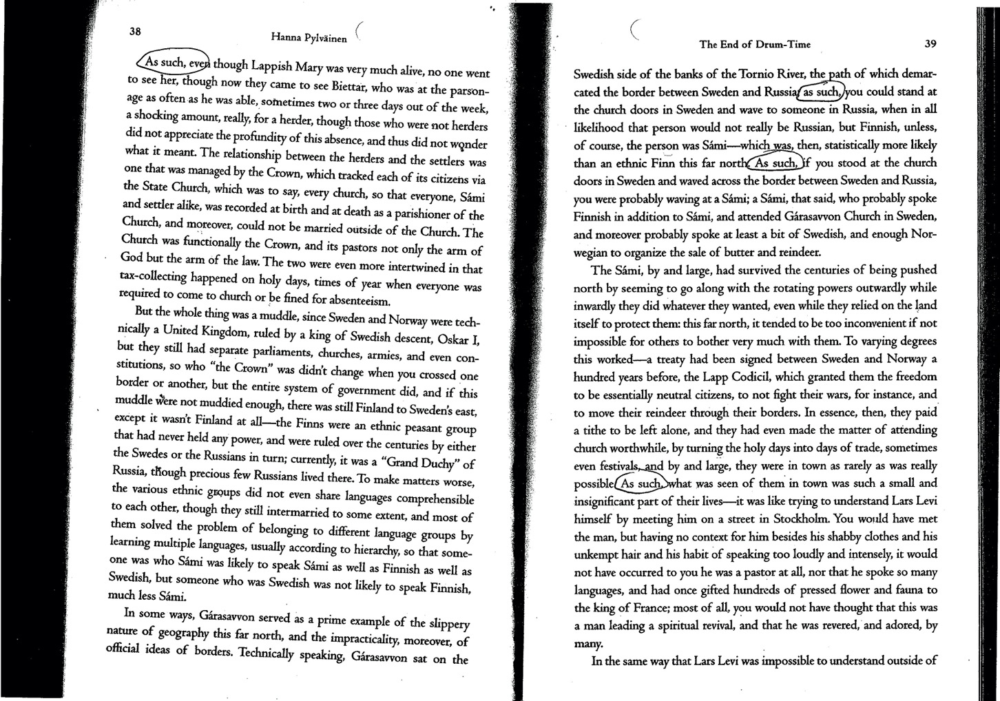 38
Hanna Pylväinen
As such, even though Lappish Mary was very much alive, no one went
to see her, though now they came to see Biettar, who was at the parson-
age as often as he was able, sometimes two or three days out of the week,
a shocking amount, really, for a herder, though those who were not herders
did not appreciate the profundity of this absence, and thus did not wonder
what it meant. The relationship between the herders and the settlers was
one that was managed by the Crown, which tracked each of its citizens via
the State Church, which was to say, every church, so that everyone, Sámi
and settler alike, was recorded at birth and at death as a parishioner of the
Church, and moreover, could not be married outside of the Church. The
Church was functionally the Crown, and its pastors not only the arm of
God but the arm of the law. The two were even more intertwined in that
tax-collecting happened on holy days, times of year when everyone was
required to come to church or be fined for absenteeism.
But the whole thing was a muddle, since Sweden and Norway were tech-
nically a United Kingdom, ruled by a king of Swedish descent, Oskar I,
but they still had separate parliaments, churches, armies, and even con-
stitutions, so who "the Crown" was didn't change when you crossed one
border or another, but the entire system of government did, and if this
muddle were not muddied enough, there was still Finland to Sweden's east,
except it wasn't Finland at all—the Finns were an ethnic peasant group
that had never held any power, and were ruled over the centuries by either
the Swedes or the Russians in turn; currently, it was a "Grand Duchy" of
Russia, though precious few Russians lived there. To make matters worse,
the various ethnic groups did not even share languages comprehensible
to each other, though they still intermarried to some extent, and most of
them solved the problem of belonging to different language groups by
learning multiple languages, usually according to hierarchy, so that some-
one was who Sámi was likely to speak Sámi as well as Finnish as well as
Swedish, but someone who was Swedish was not likely to speak Finnish,
much less Sámi.
In some ways, Gárasavvon served as a prime example of the slippery
nature of geography this far north, and the impracticality, moreover, of
official ideas of borders. Technically speaking, Gárasavvon sat on the
The End of Drum-Time
39
Swedish side of the banks of the Tornio River, the path of which demar-
cated the border between Sweden and Russia; as such, you could stand at
the church doors in Sweden and wave to someone in Russia, when in all
likelihood that person would not really be Russian, but Finnish, unless,
of course, the person was Sámi—which was, then, statistically more likely
than an ethnic Finn this far north. As such, if you stood at the church
doors in Sweden and waved across the border between Sweden and Russia,
you were probably waving at a Sámi; a Sámi, that said, who probably spoke
Finnish in addition to Sámi, and attended Gárasavvon Church in Sweden,
and moreover probably spoke at least a bit of Swedish, and enough Nor-
wegian to organize the sale of butter and reindeer.
The Sámi, by and large, had survived the centuries of being pushed
north by seeming to go along with the rotating powers outwardly while
inwardly they did whatever they wanted, even while they relied on the land
itself to protect them: this far north, it tended to be too inconvenient if not
impossible for others to bother very much with them. To varying degrees
this worked—a treaty had been signed between Sweden and Norway a
hundred years before, the Lapp Codicil, which granted them the freedom
to be essentially neutral citizens, to not fight their wars, for instance, and
to move their reindeer through their borders. In essence, then, they paid
a tithe to be left alone, and they had even made the matter of attending
church worthwhile, by turning the holy days into days of trade, sometimes
even festivals, and by and large, they were in town as rarely as was really
possible. As such, what was seen of them in town was such a small and
insignificant part of their lives—it was like trying to understand Lars Levi
himself by meeting him on a street in Stockholm. You would have met
the man, but having no context for him besides his shabby clothes and his
unkempt hair and his habit of speaking too loudly and intensely, it would
not have occurred to you he was a pastor at all, nor that he spoke so many
languages, and had once gifted hundreds of pressed flower and fauna to
the king of France; most of all, you would not have thought that this was
a man leading a spiritual revival, and that he was revered, and adored, by
many.
In the same way that Lars Levi was impossible to understand outside of